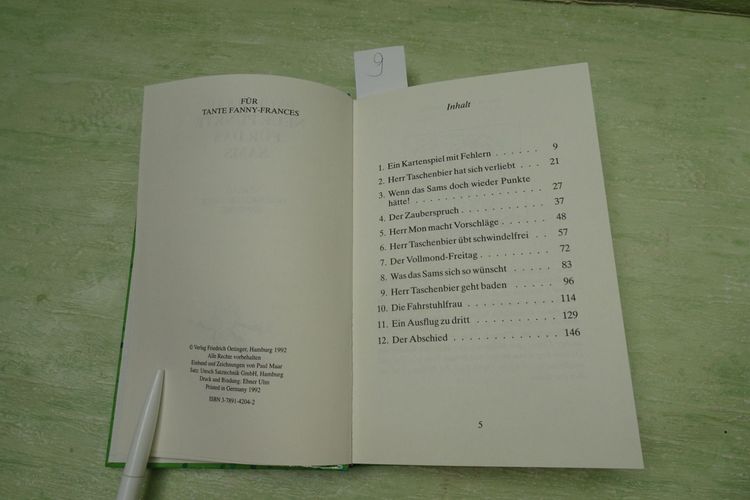 9
FÜR
TANTE FANNY-FRANCES
© Verlag Friedrich Oetinger, Hamburg 1992
Alle Rechte vorbehalten
Einband und Zeichnungen von Paul Maar
Satz: Utesch Satztechnik GmbH, Hamburg
Druck und Bindung: Ebner Ulm
Printed in Germany 1992
ISBN 3-7891-4204-2
Inhalt
1. Ein Kartenspiel mit Fehlern . . . . . . 9
2. Herr Taschenbier hat sich verliebt . . . 21
3. Wenn das Sams doch wieder Punkte
hätte! . . . . . . . . . . . . . . . . . 27
4. Der Zauberspruch . . . . . . . . . . . 37
5. Herr Mon macht Vorschläge . . . . . . 48
6. Herr Taschenbier übt schwindelfrei . . 57
7. Der Vollmond-Freitag . . . . . . . . . 72
8. Was das Sams sich so wünscht . . . . . 83
9. Herr Taschenbier geht baden . . . . . 96
10. Die Fahrstuhlfrau . . . . . . . . . . . 114
11. Ein Ausflug zu dritt . . . . . . . . . . 129
12. Der Abschied . . . . . . . . . . . . . 146
5